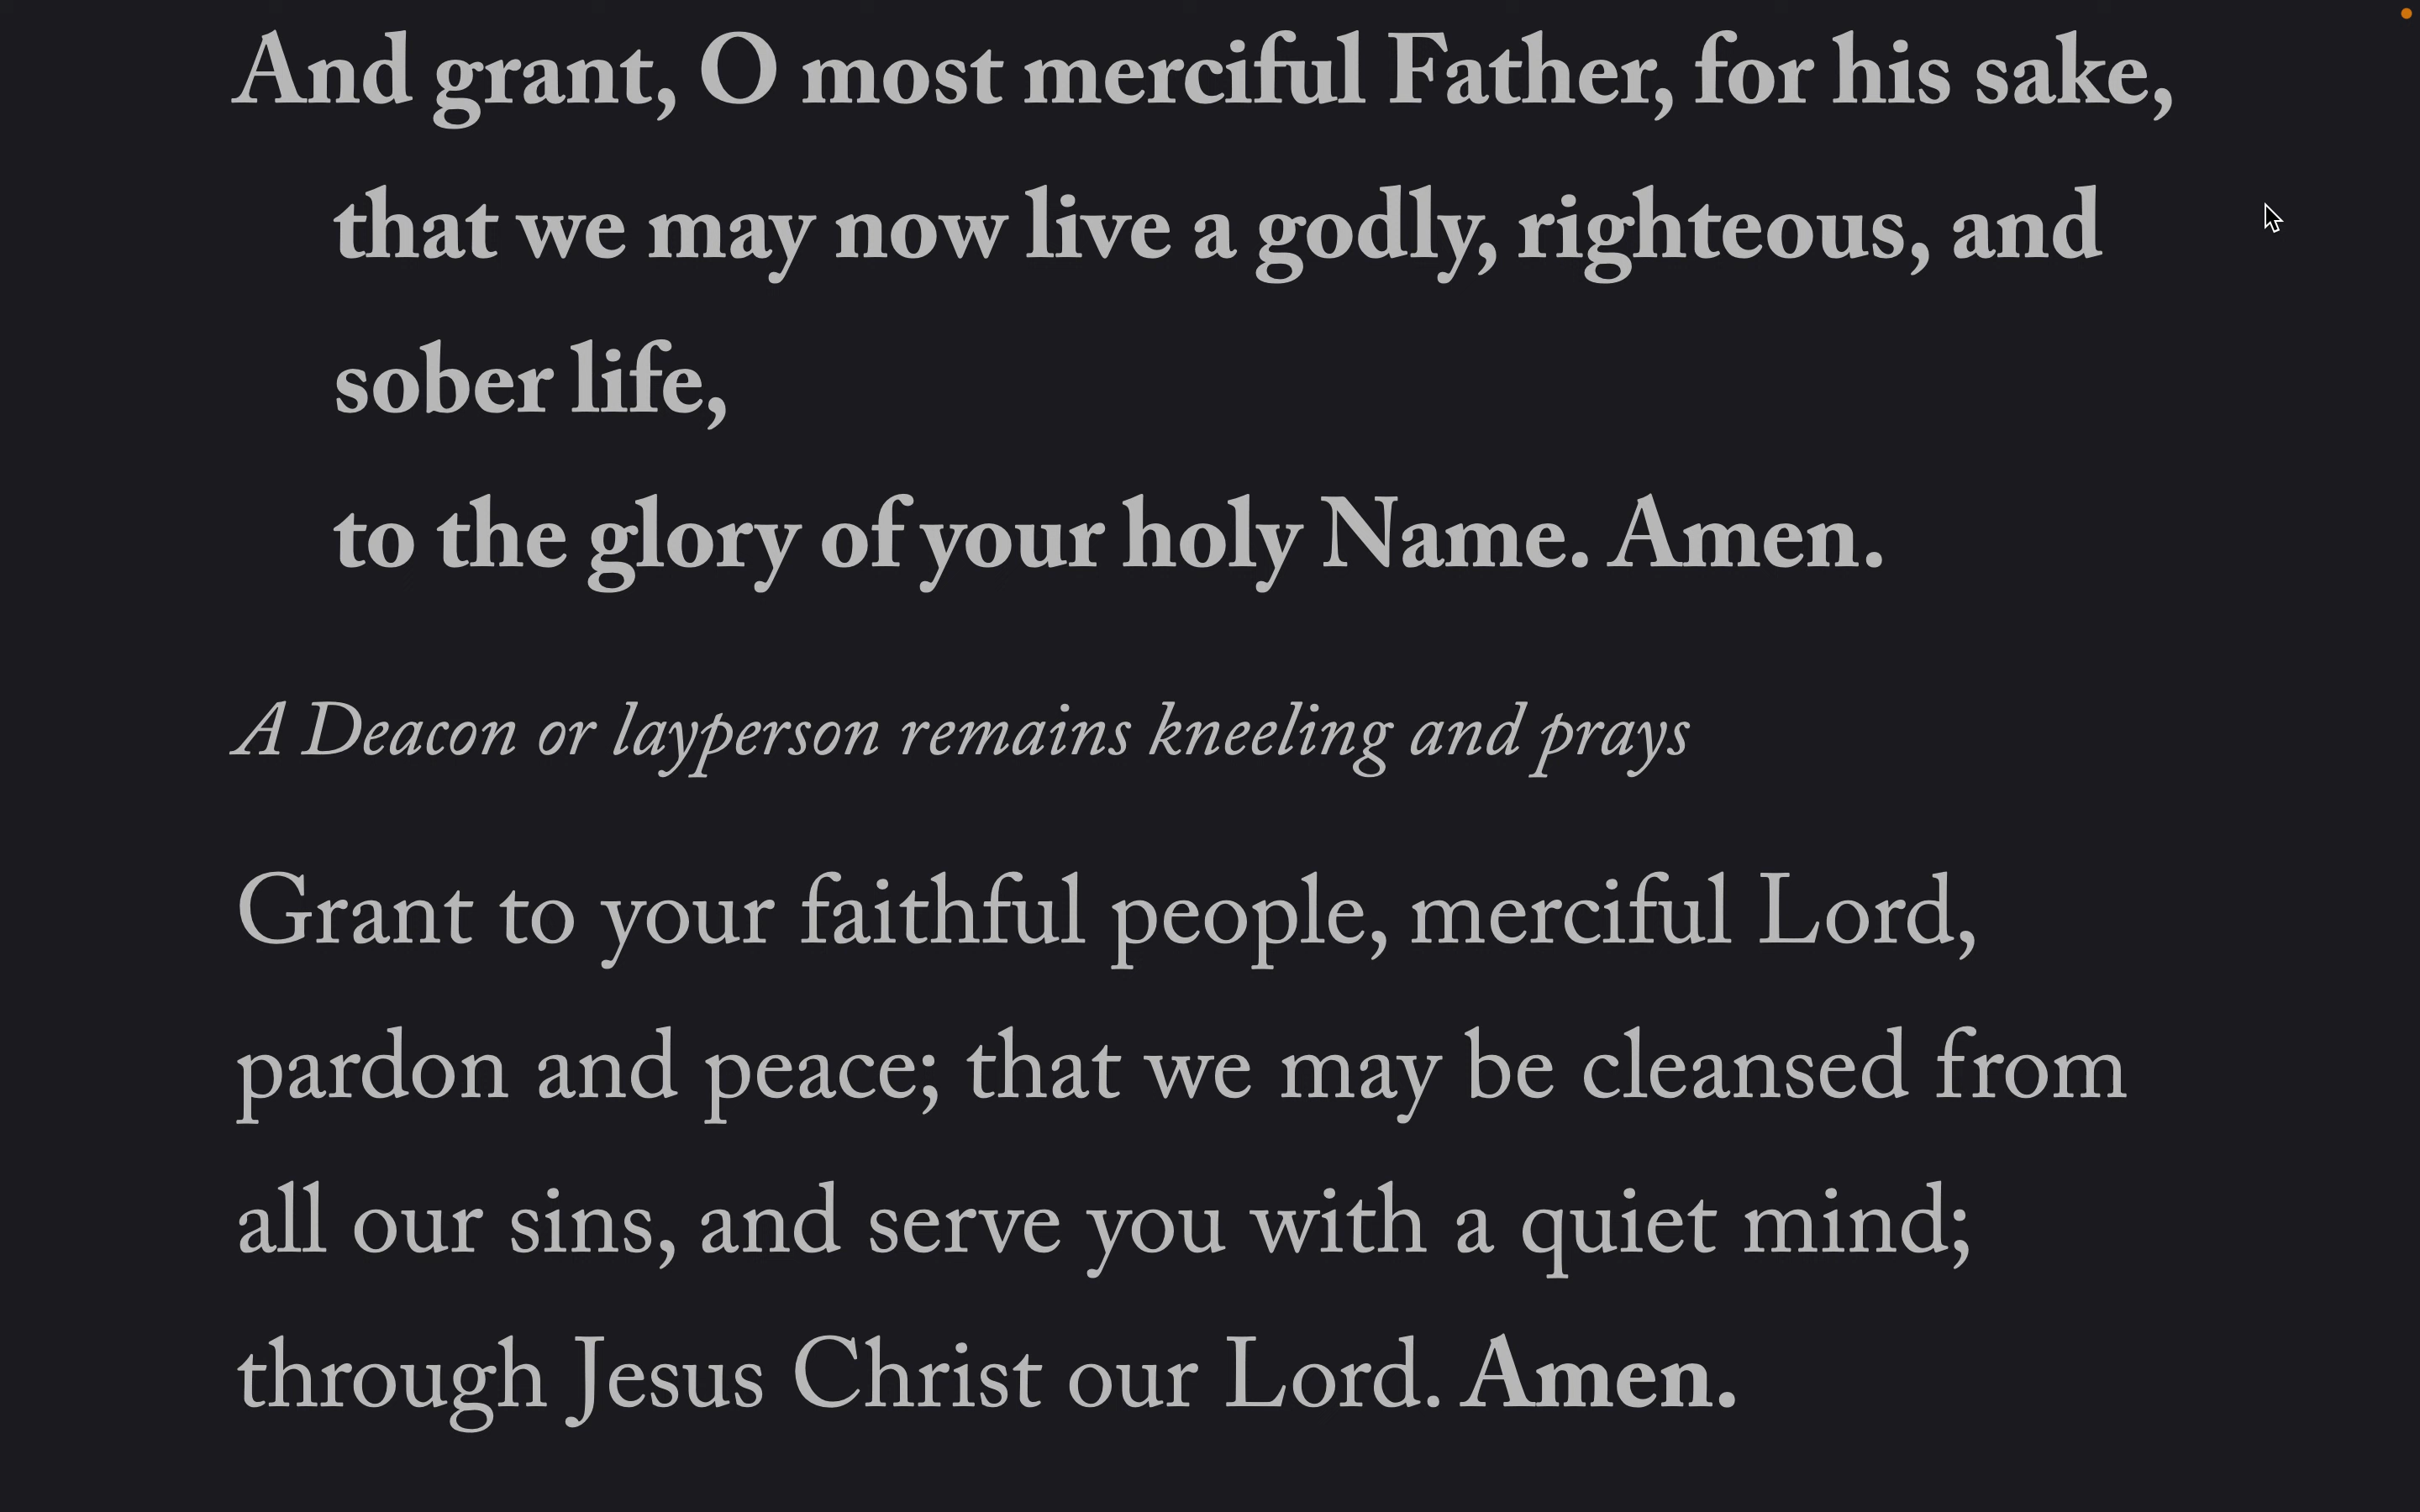 And grant, O most merciful Father, for his sake,
that we may now live a godly, righteous, and
sober life,
to the glory of your holy Name. Amen.
A Deacon or layperson remains kneeling and prays
Grant to your faithful people, merciful Lord,
pardon and peace; that we may be cleansed from
all our sins, and serve you with a quiet mind;
through Jesus Christ our Lord. Amen.